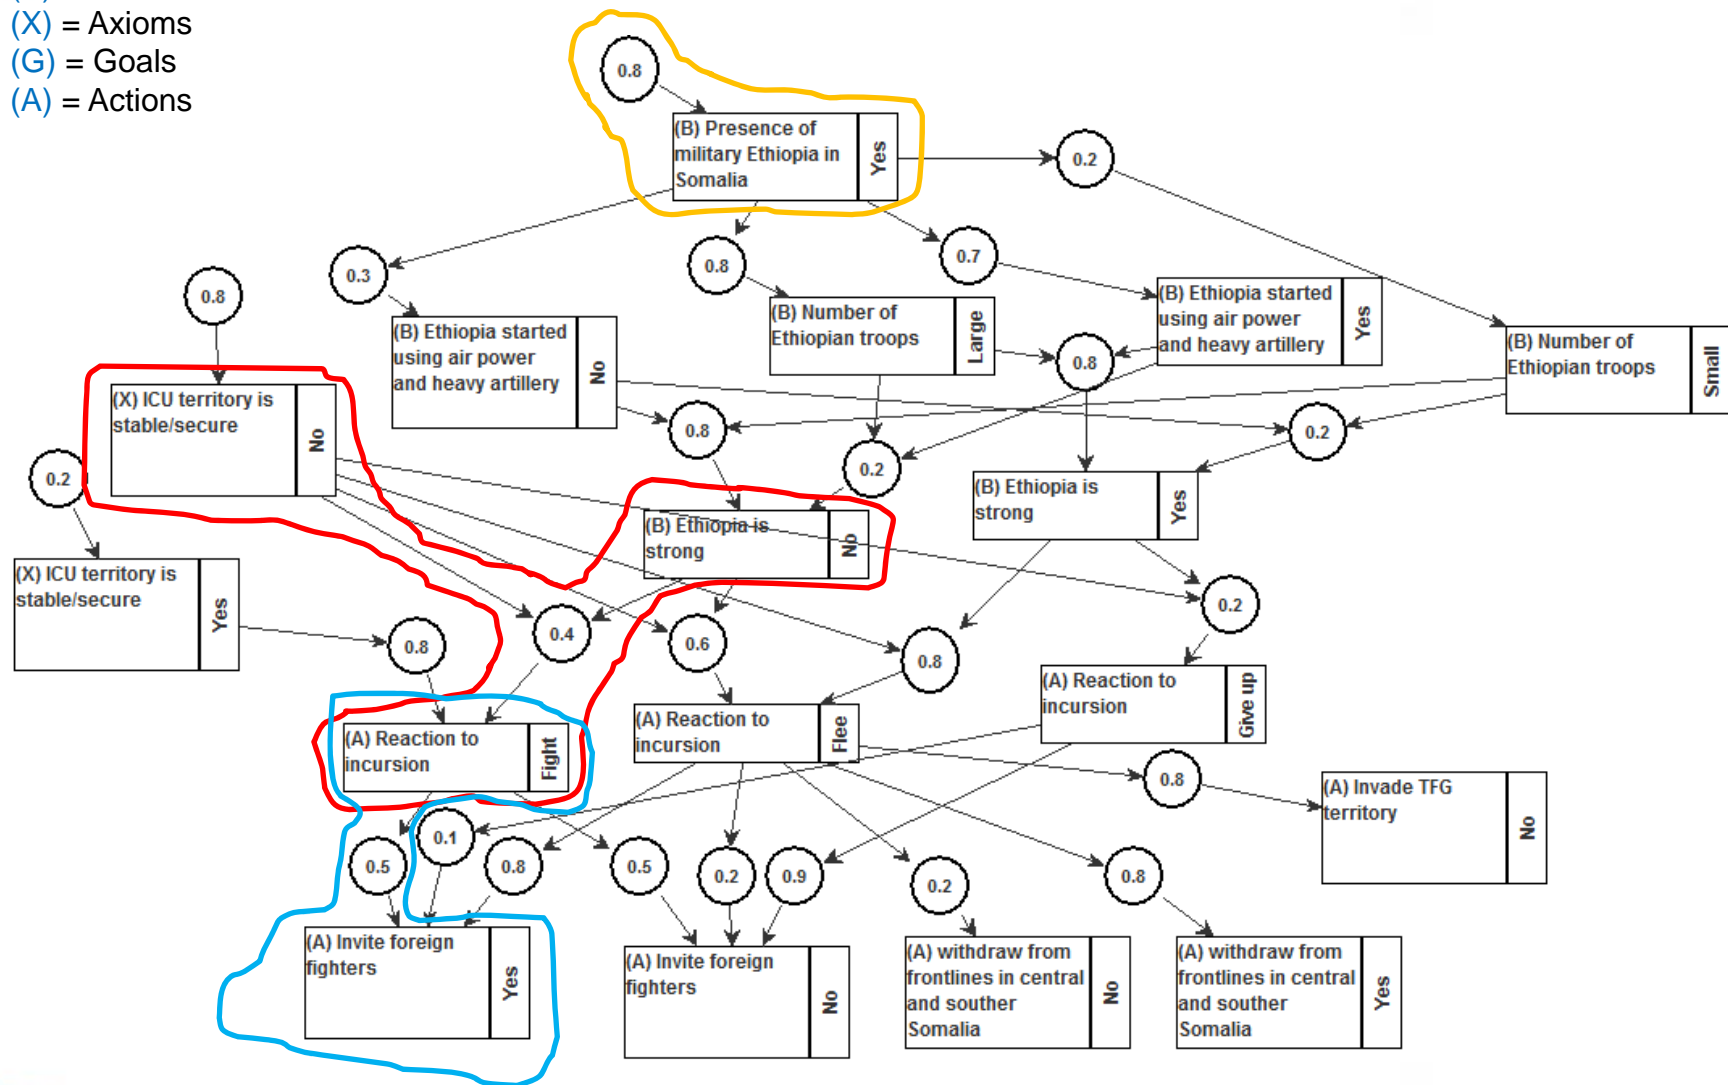 (X) = Axioms
(G) = Goals
(A) = Actions
0.8
(B) Presence of
military Ethiopia in
Somalia
Yes
0.2
0.3
0.8
0.7
0.8
(B) Ethiopia started
using air power
and heavy artillery
No
(B) Number of
Ethiopian troops
Large
(B) Ethiopia started
using air power
and heavy artillery
Yes
(B) Number of
Ethiopian troops
Small
0.8
(X) ICU territory is
stable/secure
No
0.8
0.2
0.2
0.2
(B) Ethiopia is
strong
No
(B) Ethiopia is
strong
Yes
(X) ICU territory is
stable/secure
Yes
0.8
0.4
0.6
0.8
0.2
(A) Reaction to
incursion
Fight
(A) Reaction to
incursion
Flee
(A) Reaction to
incursion
Give up
0.8
(A) Invade TFG
territory
No
0.5
0.1
0.8
0.5
0.2
0.9
0.2
0.8
(A) Invite foreign
fighters
Yes
(A) Invite foreign
fighters
No
(A) withdraw from
frontlines in central
and souther
Somalia
No
(A) withdraw from
frontlines in central
and souther
Somalia
Yes